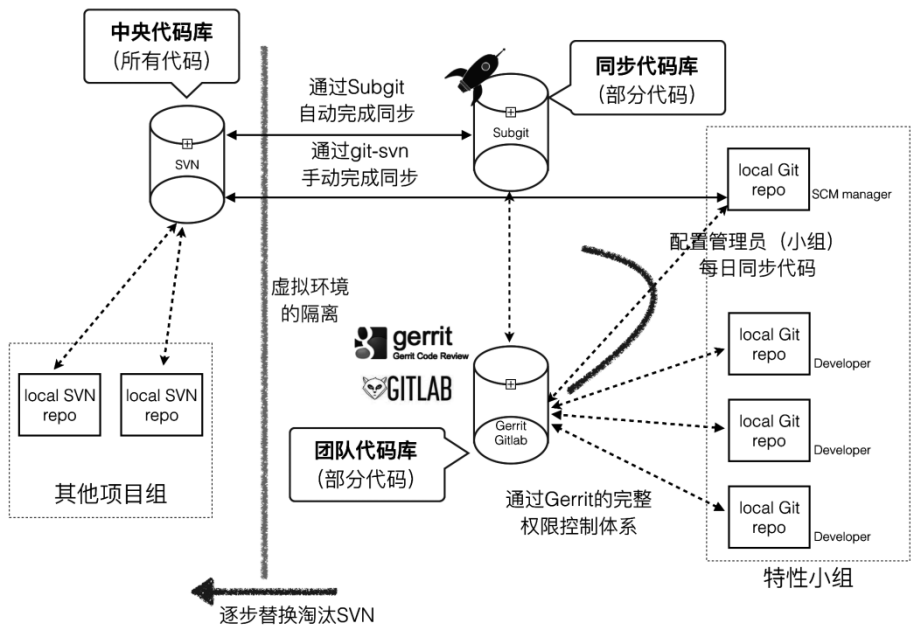 中央代码库
(所有代码)
同步代码库
(部分代码)
通过Subgit
自动完成同步
SVN
Subgit
通过git-svn
手动完成同步
local Git
repo
SCM manager
配置管理员（小组）
每日同步代码
虚拟环境
的隔离
gerrit
Gerrit Code Review
GITLAB
local Git
repo
Developer
local SVN
repo
local SVN
repo
其他项目组
Gerrit
Gitlab
local Git
repo
Developer
团队代码库
(部分代码)
通过Gerrit的完整
权限控制体系
local Git
repo
Developer
特性小组
逐步替换淘汰SVN